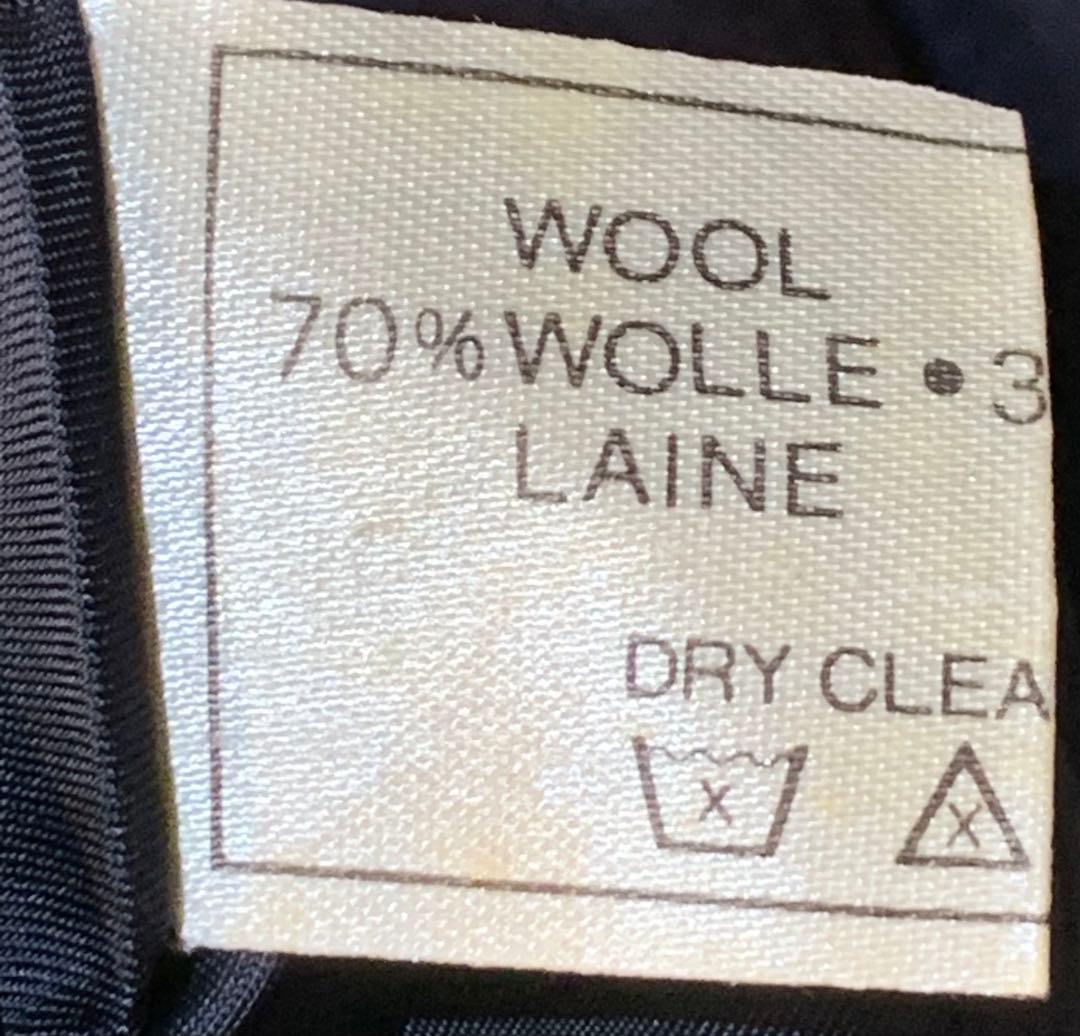 WOOL
70% WOLLE • 3
LAINE
DRY CLEA
X X